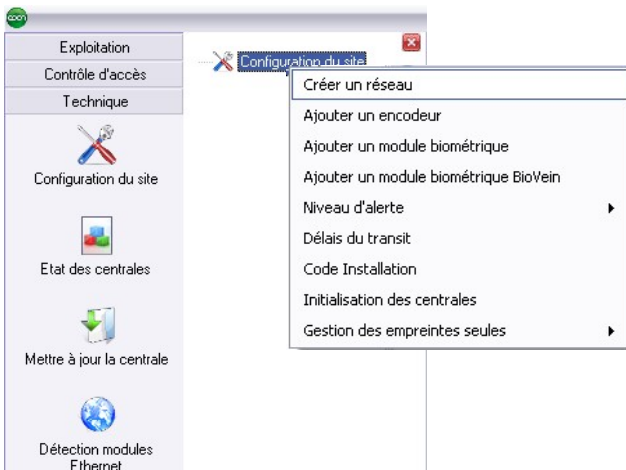 eden
Exploitation
Contrôle d'accès
Technique
Configuration du site
Etat des centrales
Mettre à jour la centrale
Détection modules
Ethernet
Configuration du site
Créer un réseau
Ajouter un encodeur
Ajouter un module biométrique
Ajouter un module biométrique BioVein
Niveau d'alerte
Délais du transit
Code Installation
Initialisation des centrales
Gestion des empreintes seules